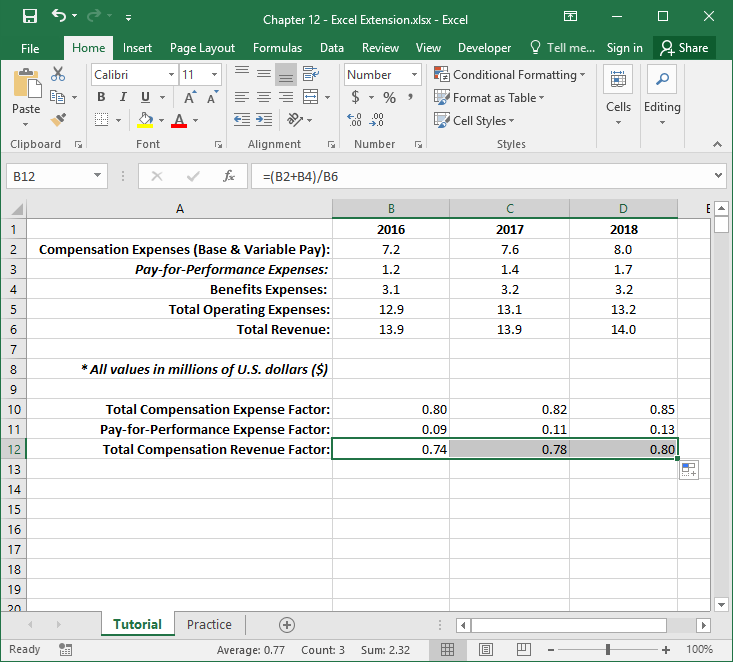 Chapter 12 - Excel Extension.xlsx - Excel
File Home Insert Page Layout Formulas Data Review View Developer Tell me... Sign in Share
Paste
Calibri 11
B I U A A
A
Number
$ % ,
.0 .00
Conditional Formatting
Format as Table
Cell Styles
Cells
Editing
Clipboard Font Alignment Number Styles
B12 fx =(B2+B4)/B6
A B C D E
1 2016 2017 2018
2 Compensation Expenses (Base & Variable Pay): 7.2 7.6 8.0
3 Pay-for-Performance Expenses: 1.2 1.4 1.7
4 Benefits Expenses: 3.1 3.2 3.2
5 Total Operating Expenses: 12.9 13.1 13.2
6 Total Revenue: 13.9 13.9 14.0
7
8 * All values in millions of U.S. dollars ($)
9
10 Total Compensation Expense Factor: 0.80 0.82 0.85
11 Pay-for-Performance Expense Factor: 0.09 0.11 0.13
12 Total Compensation Revenue Factor: 0.74 0.78 0.80
13
14
15
16
17
18
19
20
Tutorial Practice
Ready Average: 0.77 Count: 3 Sum: 2.32 100%